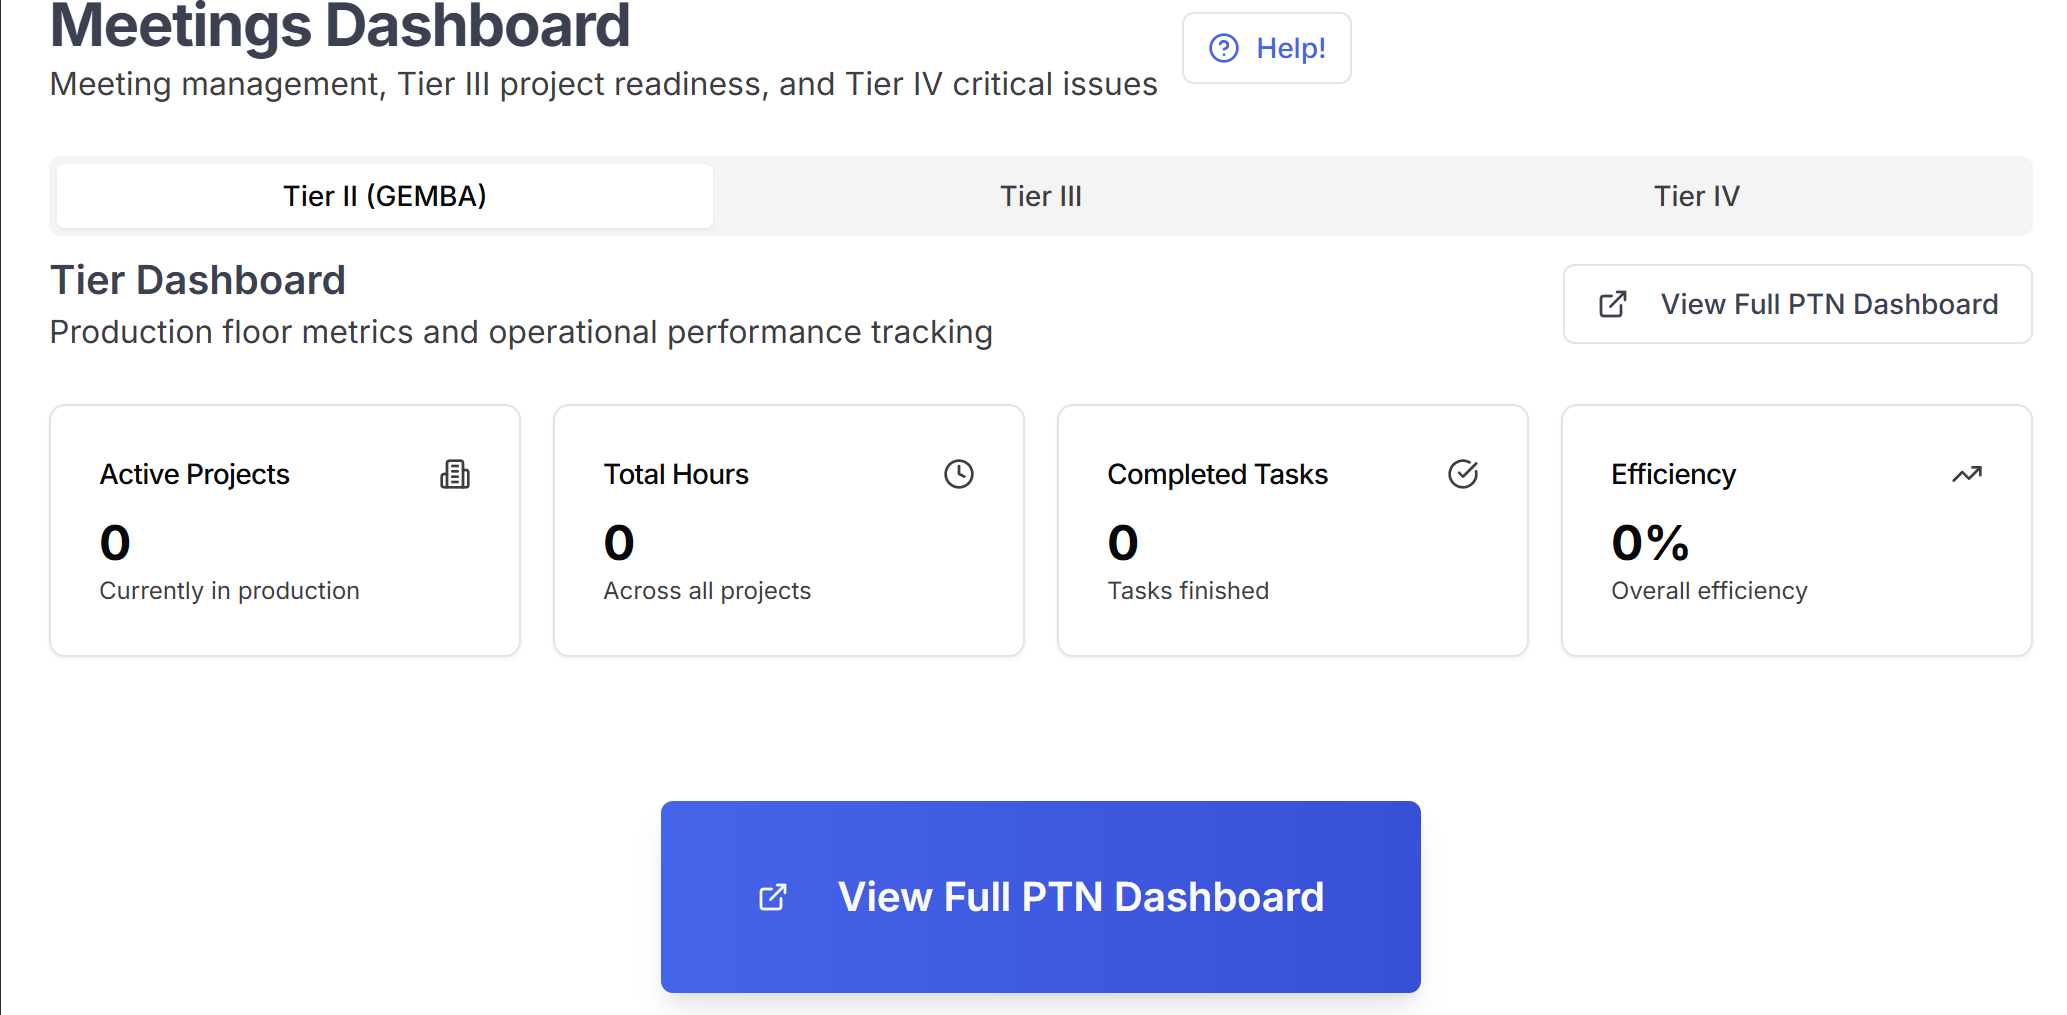 Meetings Dashboard
Help!
Meeting management, Tier III project readiness, and Tier IV critical issues
Tier II (GEMBA)
Tier III
Tier IV
Tier Dashboard
Production floor metrics and operational performance tracking
View Full PTN Dashboard
Active Projects
0
Currently in production
Total Hours
0
Across all projects
Completed Tasks
0
Tasks finished
Efficiency
0%
Overall efficiency
View Full PTN Dashboard